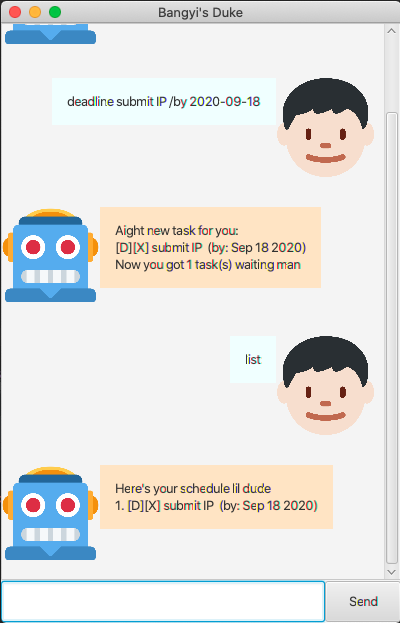 Bangyi's Duke
deadline submit IP /by 2020-09-18
Aight new task for you:
[D][X] submit IP (by: Sep 18 2020)
Now you got 1 task(s) waiting man
list
Here's your schedule lil dude
1. [D][X] submit IP (by: Sep 18 2020)
Send